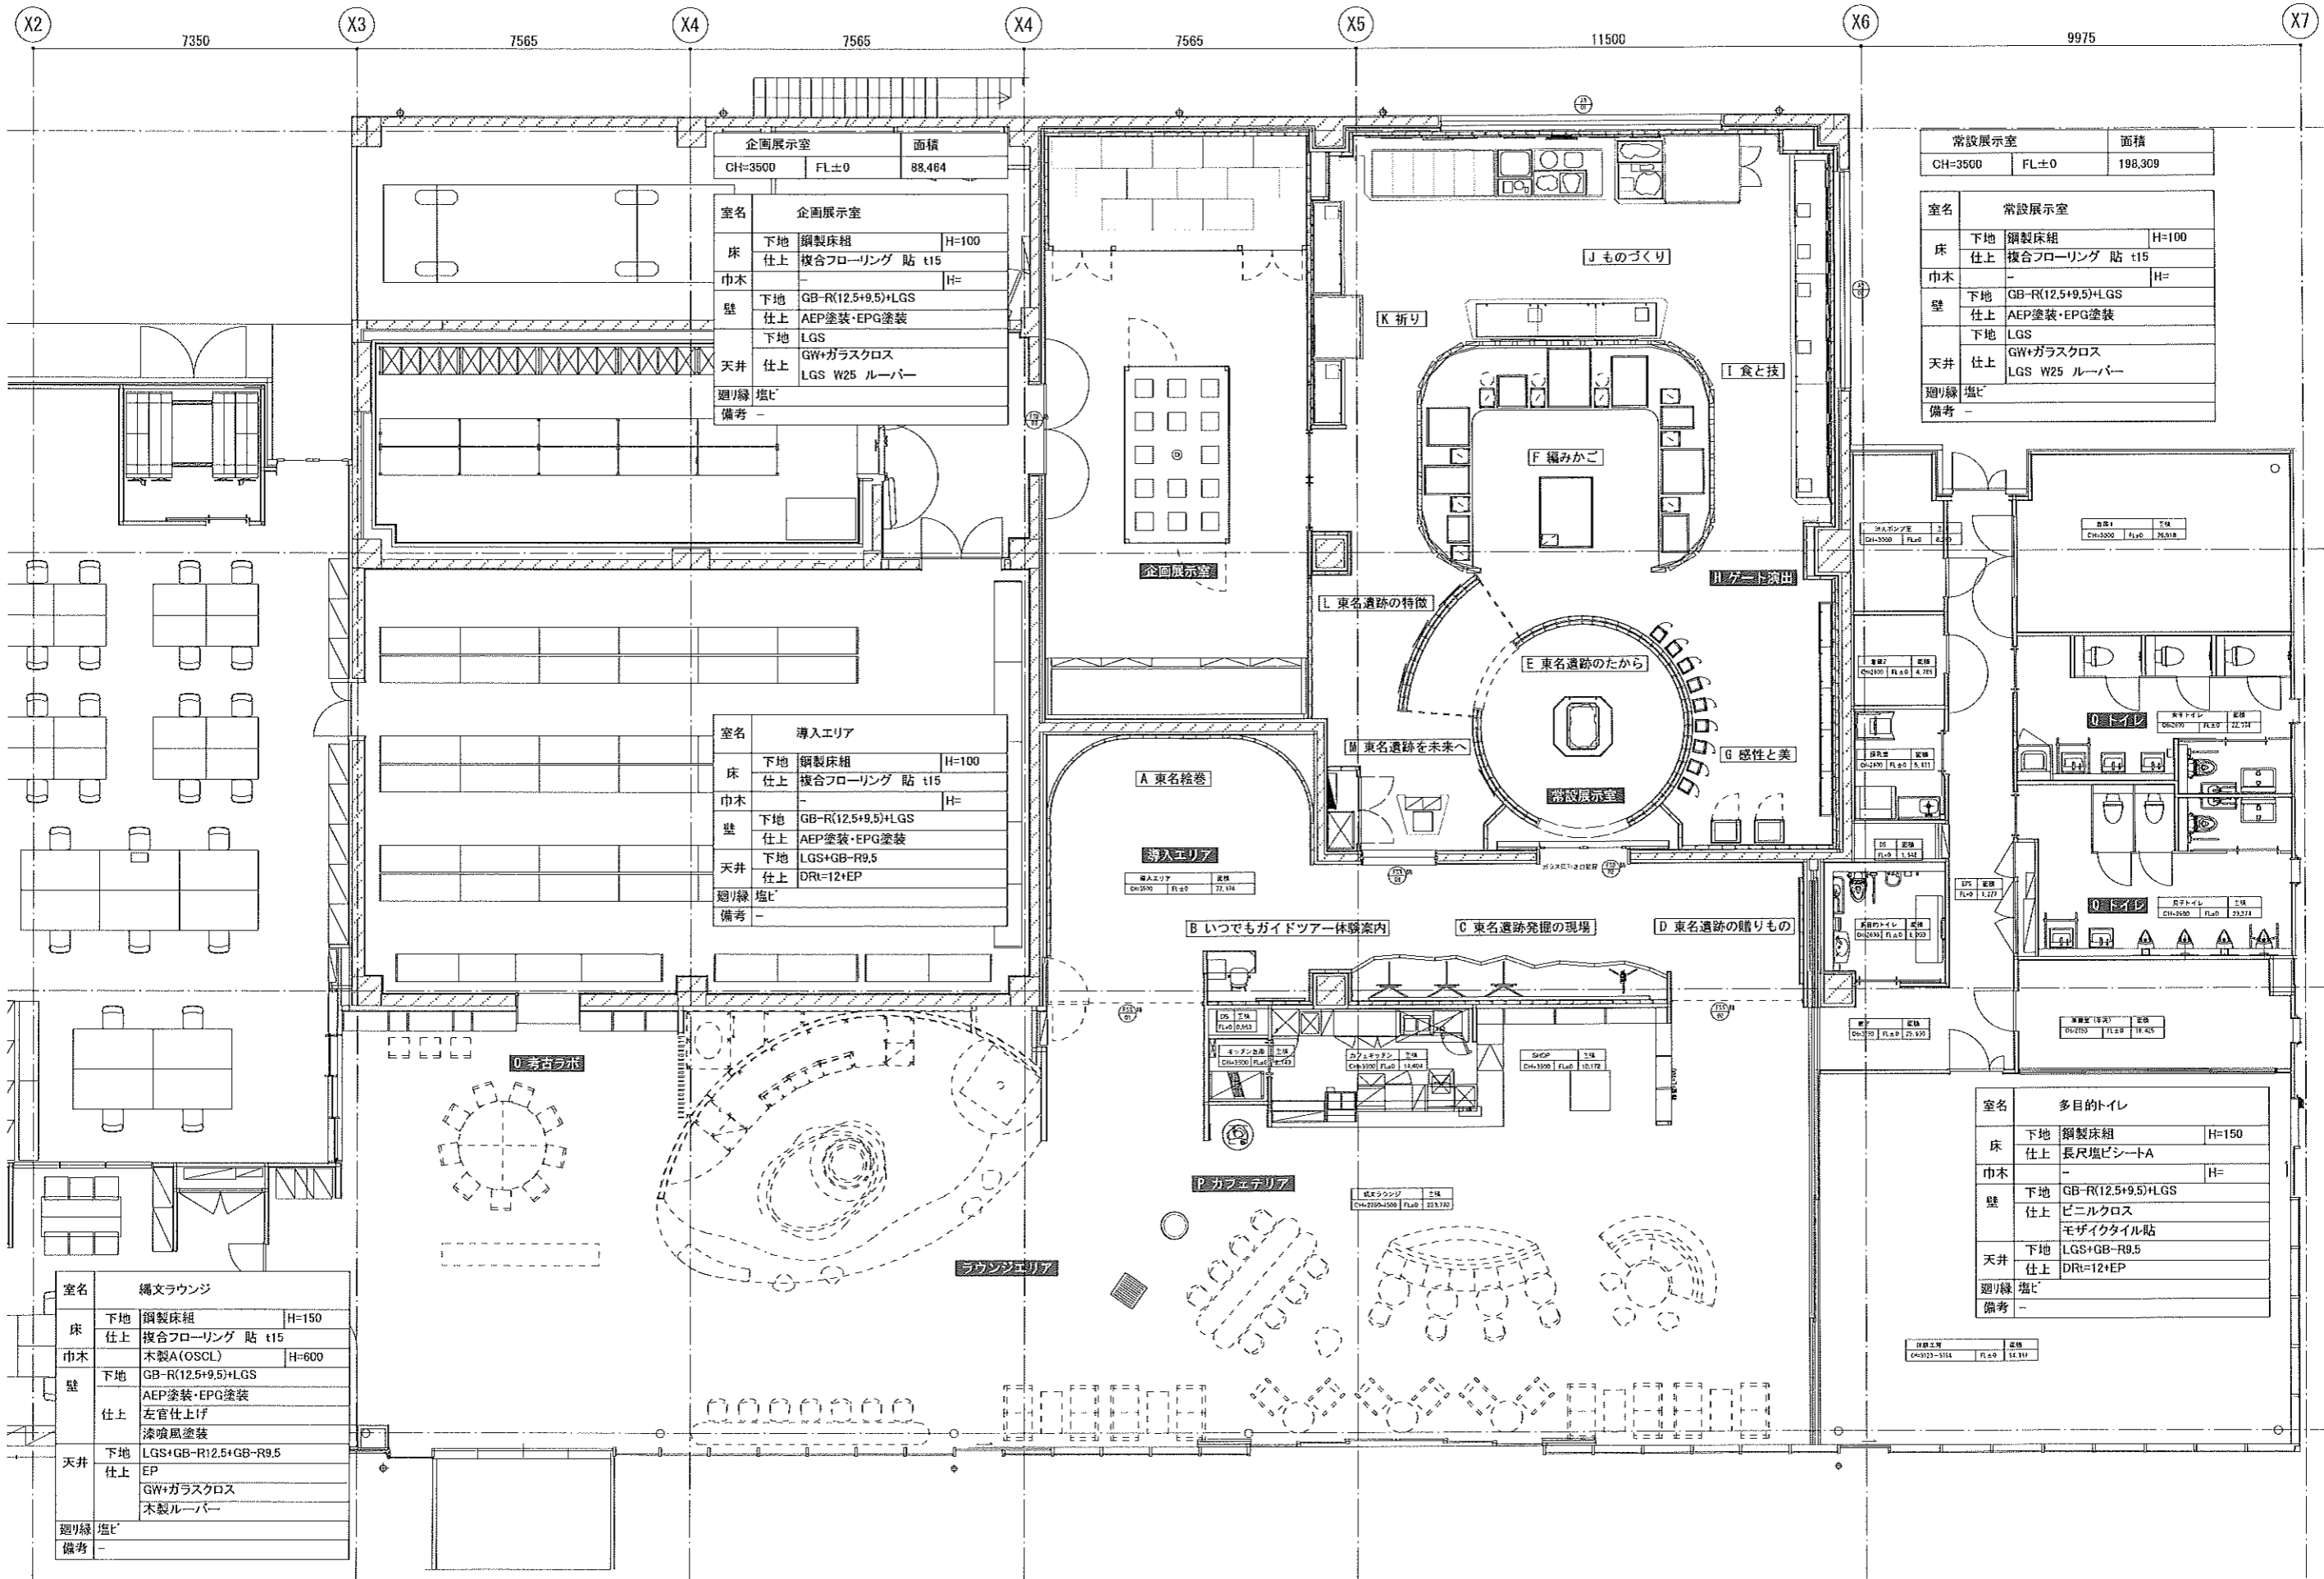 X2 X3 X4 X4 X5 X6 X7
7350 7565 7565 7565 11500 9975
企画展示室 面積
CH=3500 FL±0 88,464
室名 企画展示室
床 下地 鋼製床組 H=100
仕上 複合フローリング 貼 t15
巾木 - H=
壁 下地 GB-R(12.5+9.5)+LGS
仕上 AEP塗装・EPG塗装
天井 下地 LGS
仕上 GW+ガラスクロス
LGS W25 ルーバー
廻り縁 塩ビ
備考 -
常設展示室 面積
CH=3500 FL±0 198,309
室名 常設展示室
床 下地 鋼製床組 H=100
仕上 複合フローリング 貼 t15
巾木 - H=
壁 下地 GB-R(12.5+9.5)+LGS
仕上 AEP塗装・EPG塗装
天井 下地 LGS
仕上 GW+ガラスクロス
LGS W25 ルーバー
廻り縁 塩ビ
備考 -
J ものづくり
K 祈り
I 食と技
F 編みかご
企画展示室
H ゲート演出
L 東名遺跡の特徴
E 東名遺跡のたから
M 東名遺跡を未来へ
G 感性と美
常設展示室
A 東名絵巻
導入エリア
導入エリア 面積
B いつでもガイドツアー体験案内
C 東名遺跡発掘の現場
D 東名遺跡の贈りもの
室名 導入エリア
床 下地 鋼製床組 H=100
仕上 複合フローリング 貼 t15
巾木 - H=
壁 下地 GB-R(12.5+9.5)+LGS
仕上 AEP塗装・EPG塗装
天井 下地 LGS+GB-R9.5
仕上 DRt=12+EP
廻り縁 塩ビ
備考 -
Q トイレ
Q トイレ
O 考古ラボ
カフェキッチン
SHOP
P カフェテリア
縄文ラウンジ
ラウンジエリア
室名 多目的トイレ
床 下地 鋼製床組 H=150
仕上 長尺塩ビシートA
巾木 - H=
壁 下地 GB-R(12.5+9.5)+LGS
仕上 ビニルクロス
モザイクタイル貼
天井 下地 LGS+GB-R9.5
仕上 DRt=12+EP
廻り縁 塩ビ
備考 -
室名 縄文ラウンジ
床 下地 鋼製床組 H=150
仕上 複合フローリング 貼 t15
巾木 木製A(OSCL) H=600
壁 下地 GB-R(12.5+9.5)+LGS
仕上 AEP塗装・EPG塗装
左官仕上げ
漆喰風塗装
天井 下地 LGS+GB-R12.5+GB-R9.5
仕上 EP
GW+ガラスクロス
木製ルーバー
廻り縁 塩ビ
備考 -